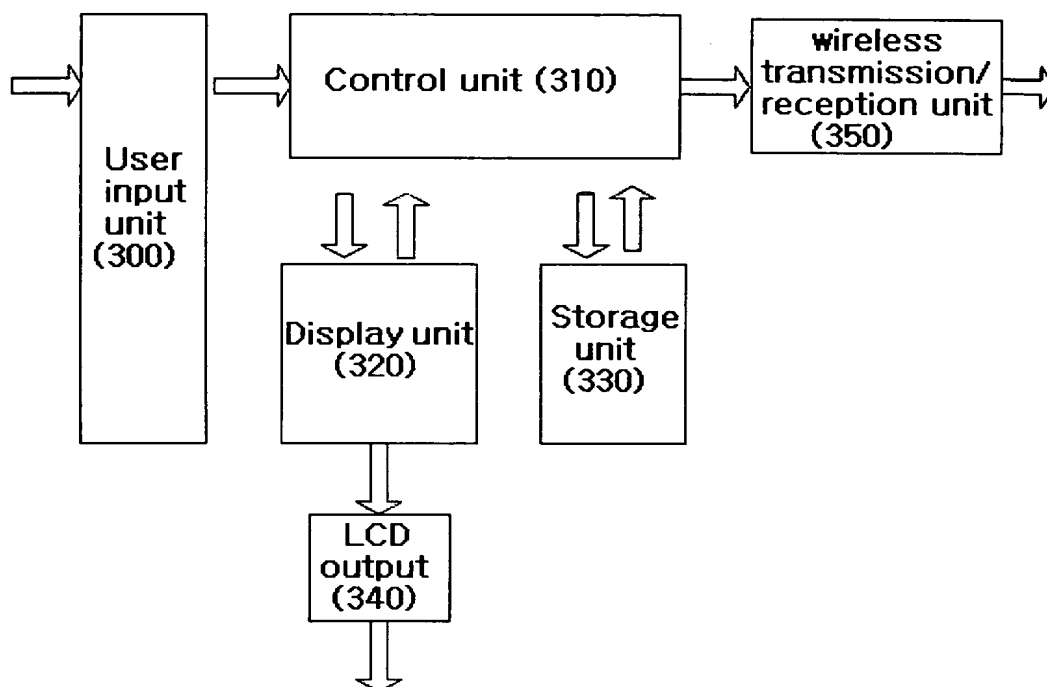 User
input
unit
(300)
Control unit (310)
wireless
transmission/
reception unit
(350)
Display unit
(320)
Storage
unit
(330)
LCD
output
(340)